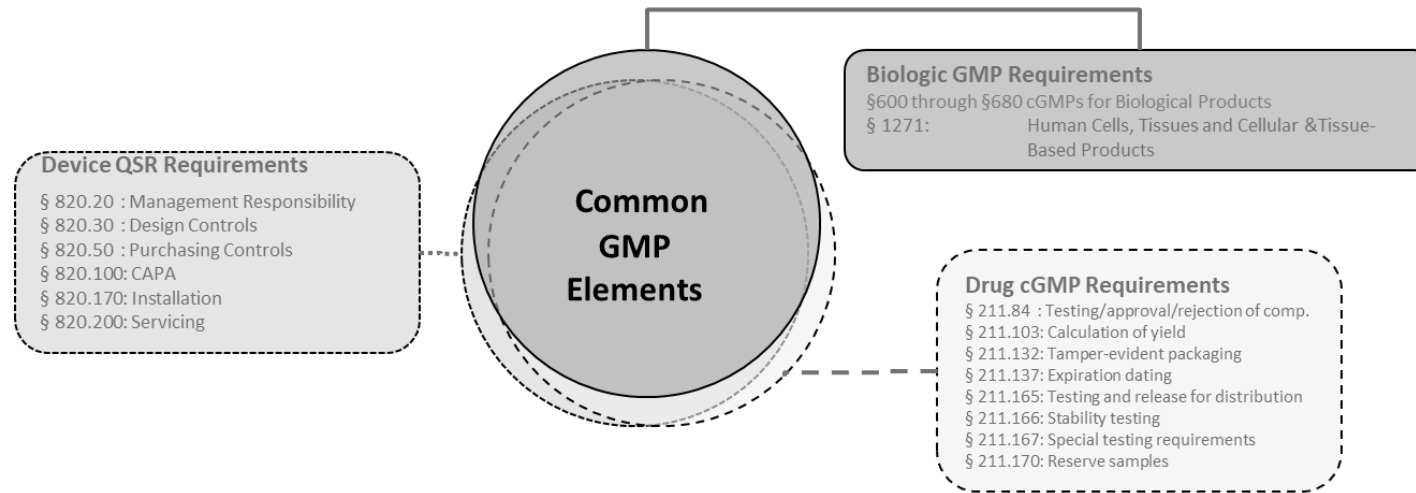 Biologic GMP Requirements
§600 through §680 cGMPs for Biological Products
§ 1271: Human Cells, Tissues and Cellular &Tissue-
Based Products
Device QSR Requirements
§ 820.20 : Management Responsibility
§ 820.30 : Design Controls
§ 820.50 : Purchasing Controls
§ 820.100: CAPA
§ 820.170: Installation
§ 820.200: Servicing
Common
GMP
Elements
Drug cGMP Requirements
§ 211.84 : Testing/approval/rejection of comp.
§ 211.103: Calculation of yield
§ 211.132: Tamper-evident packaging
§ 211.137: Expiration dating
§ 211.165: Testing and release for distribution
§ 211.166: Stability testing
§ 211.167: Special testing requirements
§ 211.170: Reserve samples